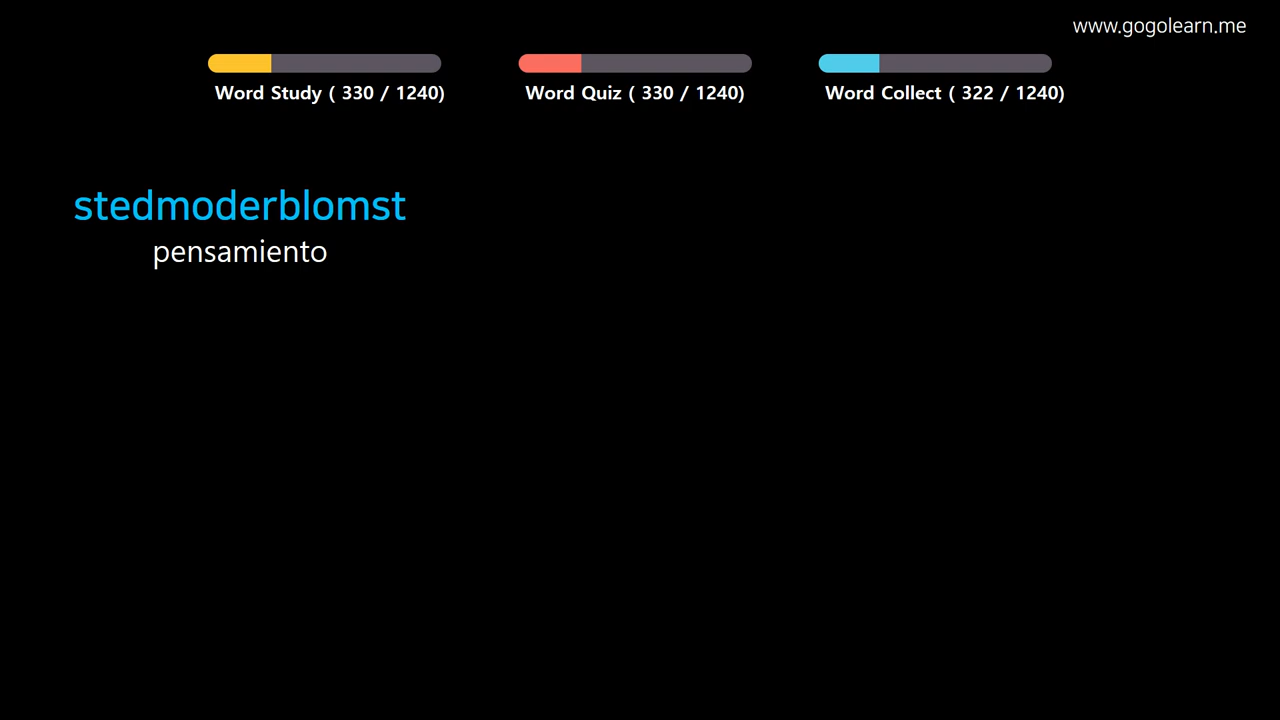 www.gogolearn.me
Word Study ( 330 / 1240)
Word Quiz ( 330 / 1240)
Word Collect ( 322 / 1240)
stedmoderblomst
pensamiento